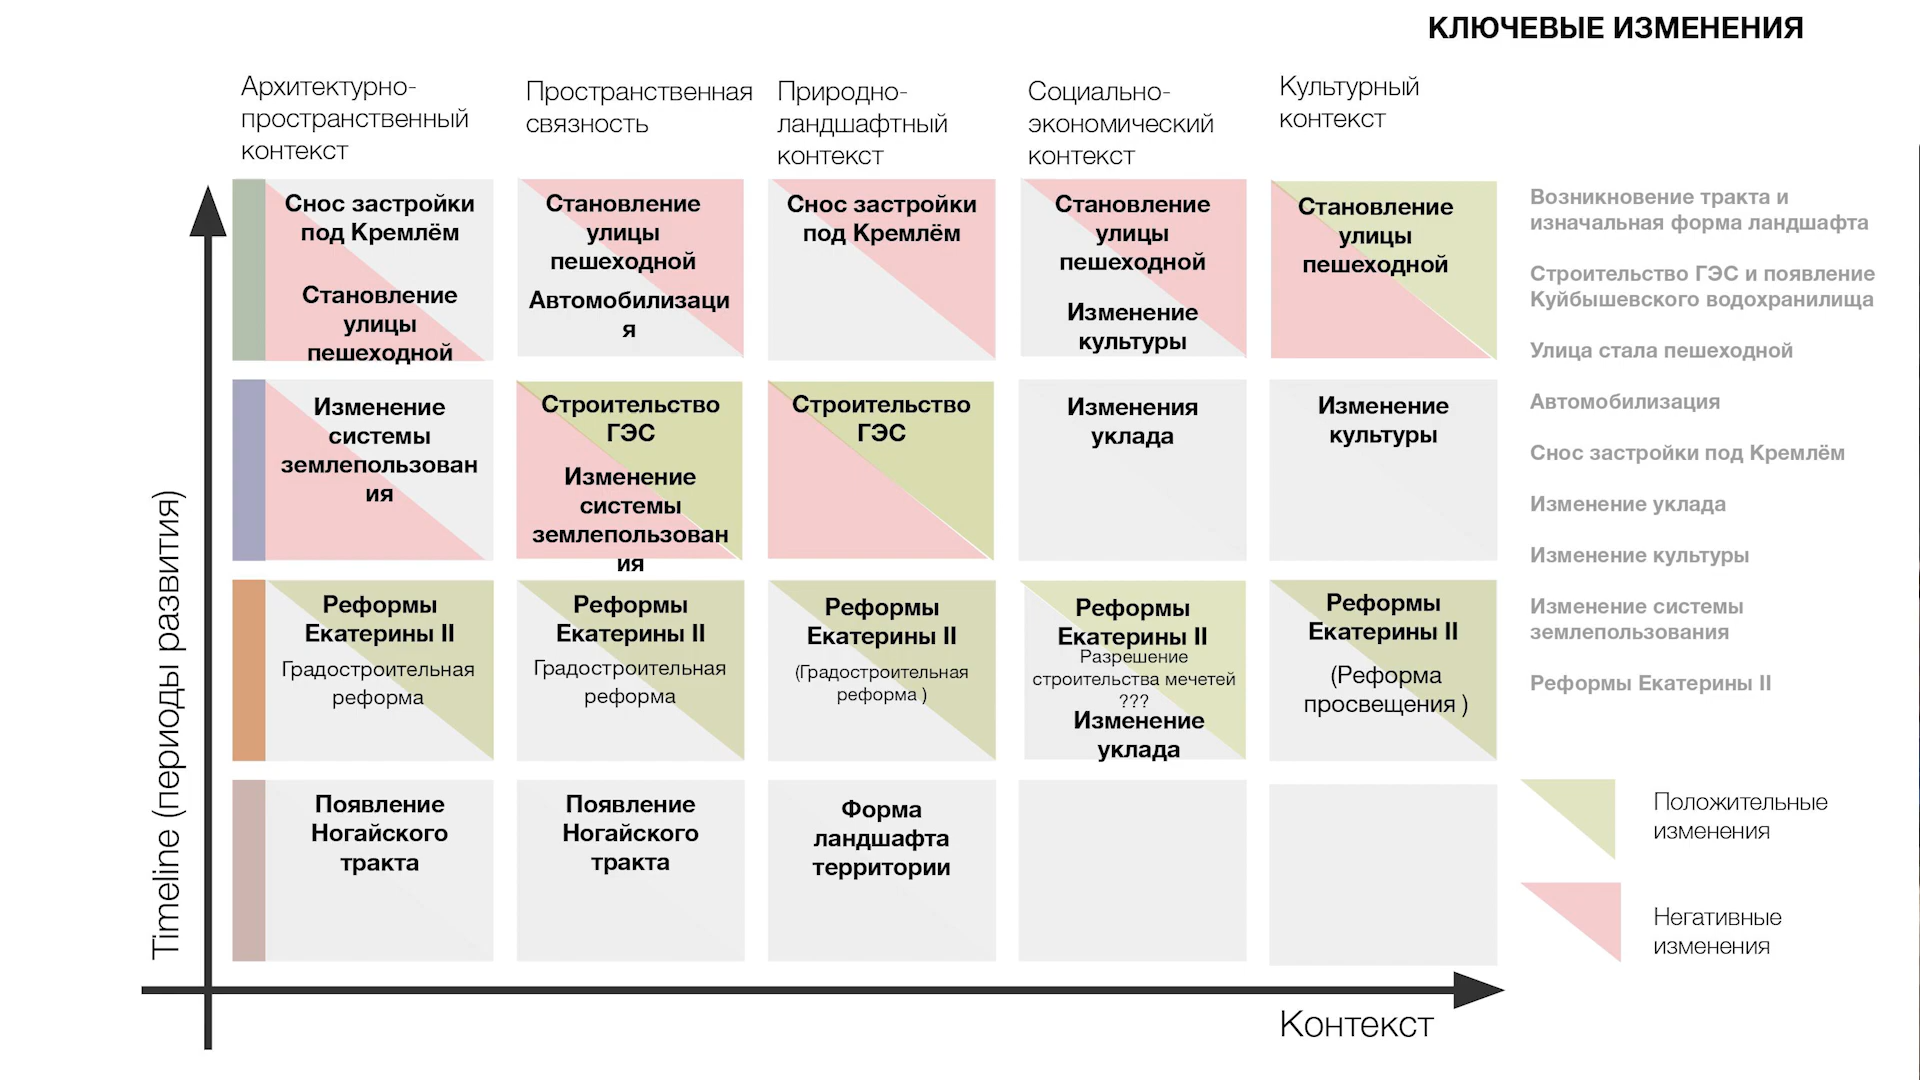 КЛЮЧЕВЫЕ ИЗМЕНЕНИЯ
Архитектурно-
пространственный
контекст
Пространственная
связность
Природно-
ландшафтный
контекст
Социально-
экономический
контекст
Культурный
контекст
Снос застройки
под Кремлём
Становление
улицы
пешеходной
Становление
улицы
пешеходной
Автомобилизаци
я
Снос застройки
под Кремлём
Становление
улицы
пешеходной
Изменение
культуры
Становление
улицы
пешеходной
Изменение
системы
землепользован
ия
Строительство
ГЭС
Изменение
системы
землепользован
ия
Строительство
ГЭС
Изменения
уклада
Изменение
культуры
Реформы
Екатерины II
Градостроительная
реформа
Реформы
Екатерины II
Градостроительная
реформа
Реформы
Екатерины II
(Градостроительная
реформа )
Реформы
Екатерины II
Разрешение
строительства мечетей
???
Изменение
уклада
Реформы
Екатерины II
(Реформа
просвещения )
Появление
Ногайского
тракта
Появление
Ногайского
тракта
Форма
ландшафта
территории
Timeline (периоды развития)
Контекст
Возникновение тракта и
изначальная форма ландшафта
Строительство ГЭС и появление
Куйбышевского водохранилища
Улица стала пешеходной
Автомобилизация
Снос застройки под Кремлём
Изменение уклада
Изменение культуры
Изменение системы
землепользования
Реформы Екатерины II
Положительные
изменения
Негативные
изменения